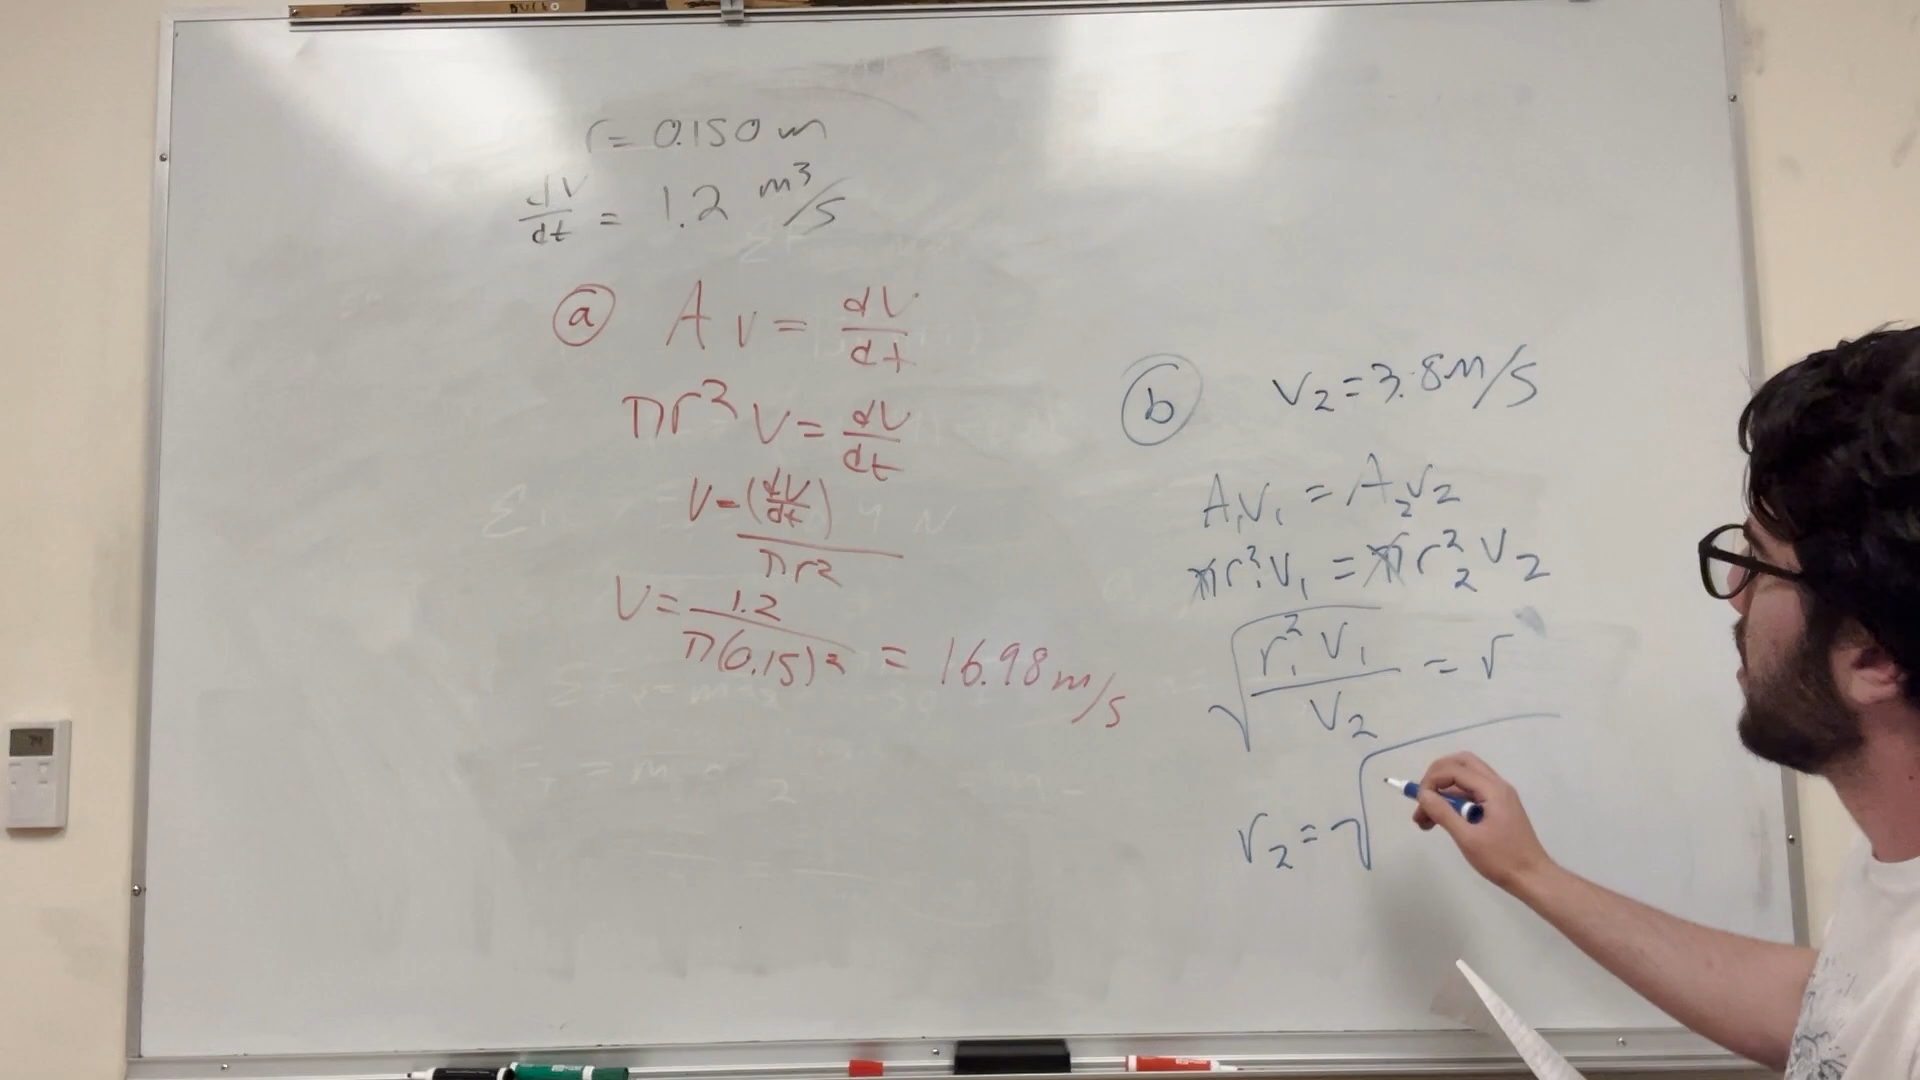 r = 0.150 m
dV/dt = 1.2 m³/s
ⓐ A v = dV/dt
πr² v = dV/dt
v = (dV/dt)/πr²
v = 1.2/π(0.15)² = 16.98 m/s
ⓑ v₂ = 3.8 m/s
A₁v₁ = A₂v₂
πr₁²v₁ = πr₂²v₂
√(r₁²v₁/v₂) = r
r₂ = √